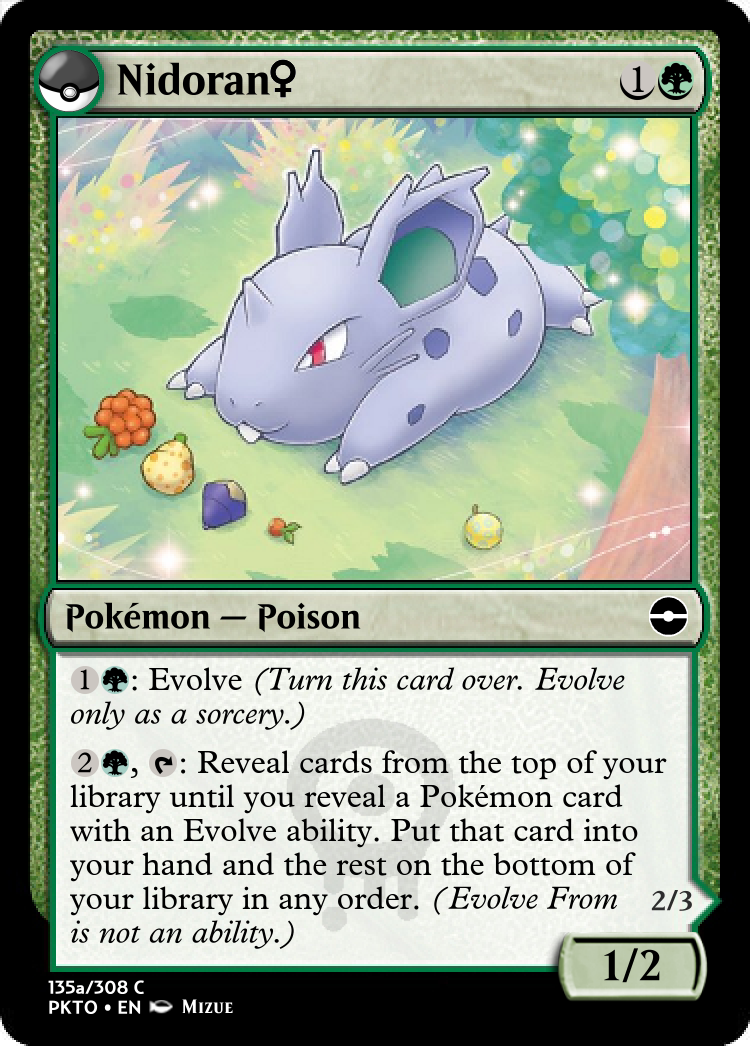 Nidoran♀ 1
Pokémon — Poison
1: Evolve (Turn this card over. Evolve
only as a sorcery.)
2, : Reveal cards from the top of your
library until you reveal a Pokémon card
with an Evolve ability. Put that card into
your hand and the rest on the bottom of
your library in any order. (Evolve From
is not an ability.)
2/3
1/2
135a/308 C
PKTO • EN Mizue